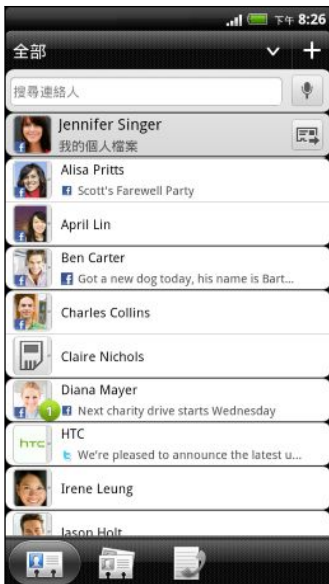 下午 8:26
全部
搜尋連絡人
Jennifer Singer
我的個人檔案
Alisa Pritts
Scott's Farewell Party
April Lin
Ben Carter
Got a new dog today, his name is Bart...
Charles Collins
Claire Nichols
Diana Mayer
1
Next charity drive starts Wednesday
HTC
hTC
We're pleased to announce the latest u...
Irene Leung
Jason Holt